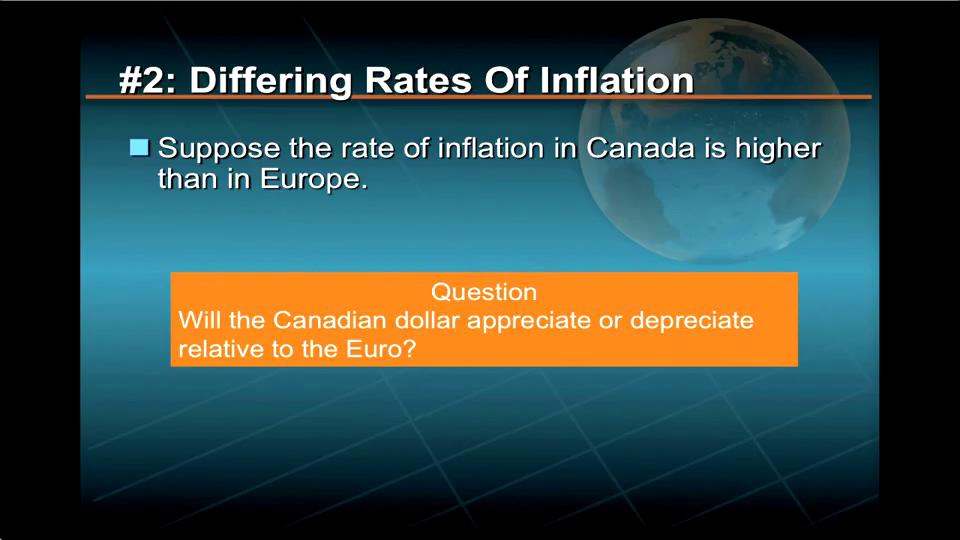 #2: Differing Rates Of Inflation
Suppose the rate of inflation in Canada is higher
than in Europe.
Question
Will the Canadian dollar appreciate or depreciate
relative to the Euro?